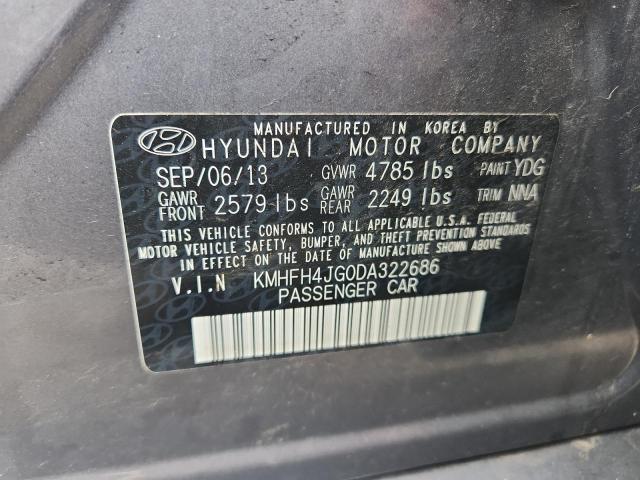 MANUFACTURED IN KOREA BY
HYUNDAI MOTOR COMPANY
SEP/06/13 GVWR 4785 lbs PAINT YDG
GAWR FRONT 2579 lbs GAWR REAR 2249 lbs TRIM NNA
THIS VEHICLE CONFORMS TO ALL APPLICABLE U.S.A. FEDERAL
MOTOR VEHICLE SAFETY, BUMPER, AND THEFT PREVENTION STANDARDS
IN EFFECT ON THE DATE OF MANUFACTURE SHOWN ABOVE.
V.I.N KMHFH4JG0DA322686
PASSENGER CAR